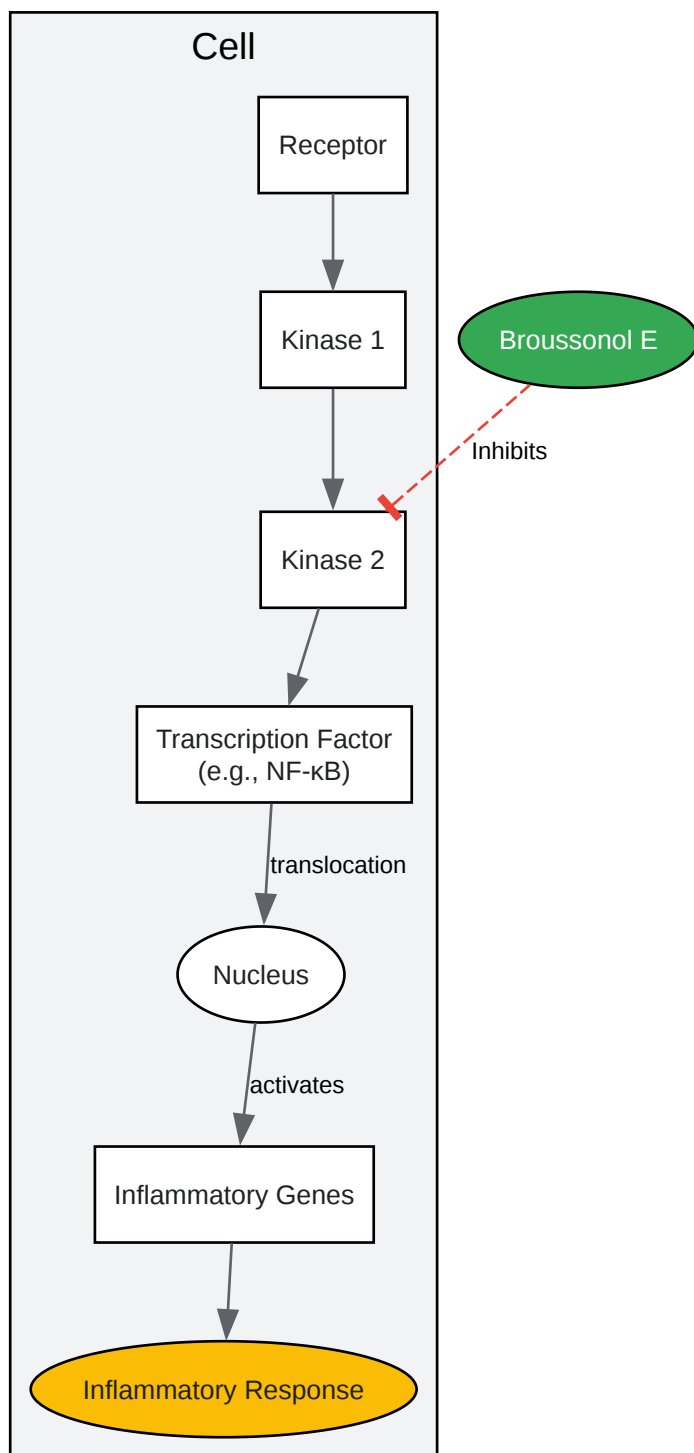 Cell
Receptor
Kinase 1
Broussonol E
Inhibits
Kinase 2
Transcription Factor
(e.g., NF-κB)
translocation
Nucleus
activates
Inflammatory Genes
Inflammatory Response